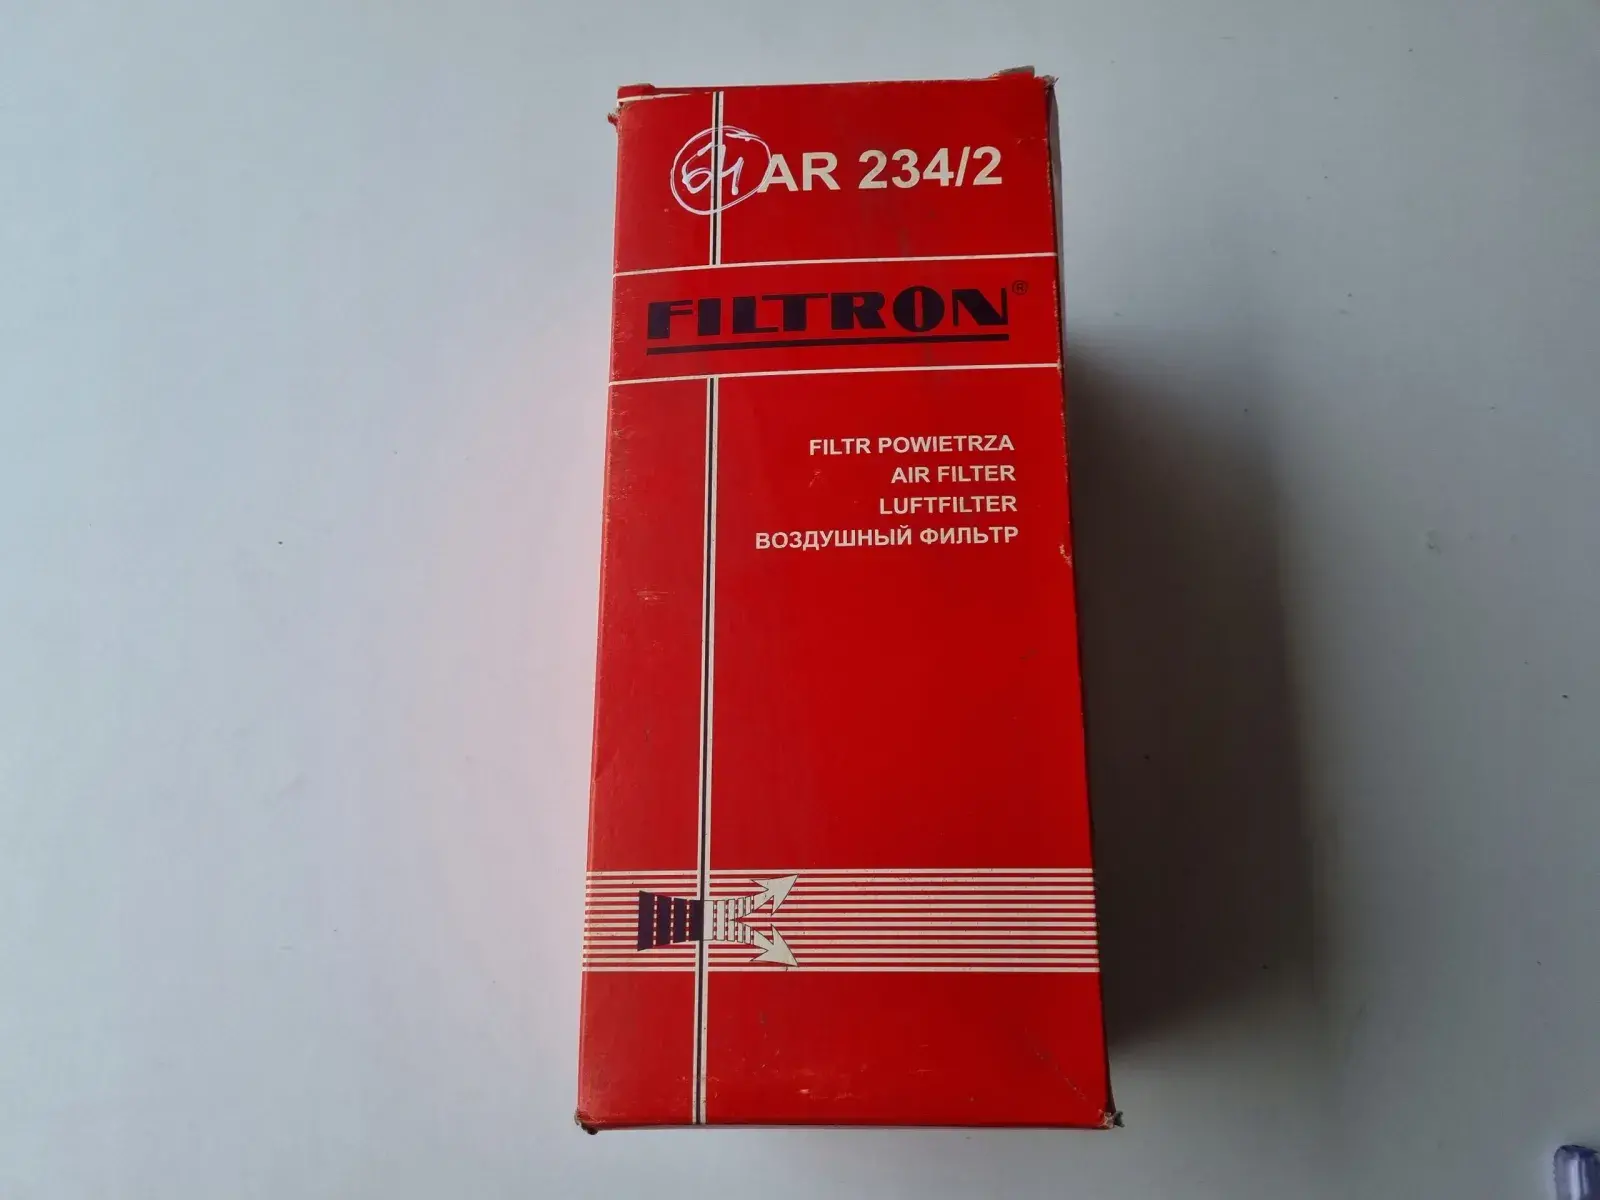 64 AR 234/2
FILTRON®
FILTR POWIETRZA
AIR FILTER
LUFTFILTER
ВОЗДУШНЫЙ ФИЛЬТР